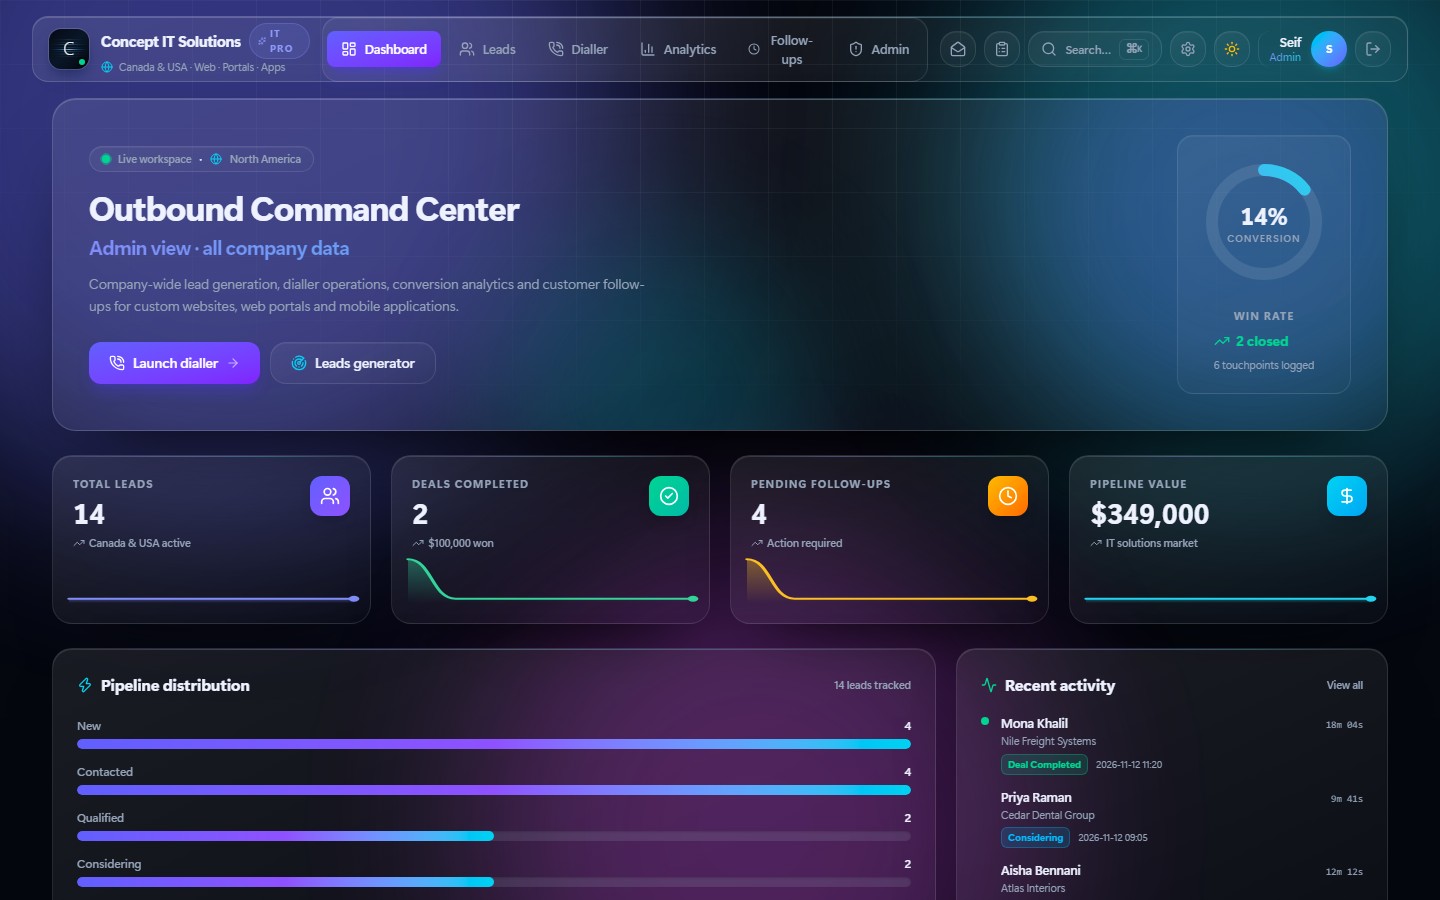 C
Concept IT Solutions
IT
PRO
Canada & USA · Web · Portals · Apps
Dashboard
Leads
Dialler
Analytics
Follow-
ups
Admin
Search...
⌘K
Seif
Admin
S
Live workspace · North America
Outbound Command Center
Admin view · all company data
Company-wide lead generation, dialler operations, conversion analytics and customer follow-
ups for custom websites, web portals and mobile applications.
Launch dialler
Leads generator
14%
CONVERSION
WIN RATE
2 closed
6 touchpoints logged
TOTAL LEADS
14
Canada & USA active
DEALS COMPLETED
2
$100,000 won
PENDING FOLLOW-UPS
4
Action required
PIPELINE VALUE
$349,000
IT solutions market
Pipeline distribution
14 leads tracked
New 4
Contacted 4
Qualified 2
Considering 2
Recent activity
View all
Mona Khalil 18m 04s
Nile Freight Systems
Deal Completed 2026-11-12 11:20
Priya Raman 9m 41s
Cedar Dental Group
Considering 2026-11-12 09:05
Aisha Bennani 12m 12s
Atlas Interiors